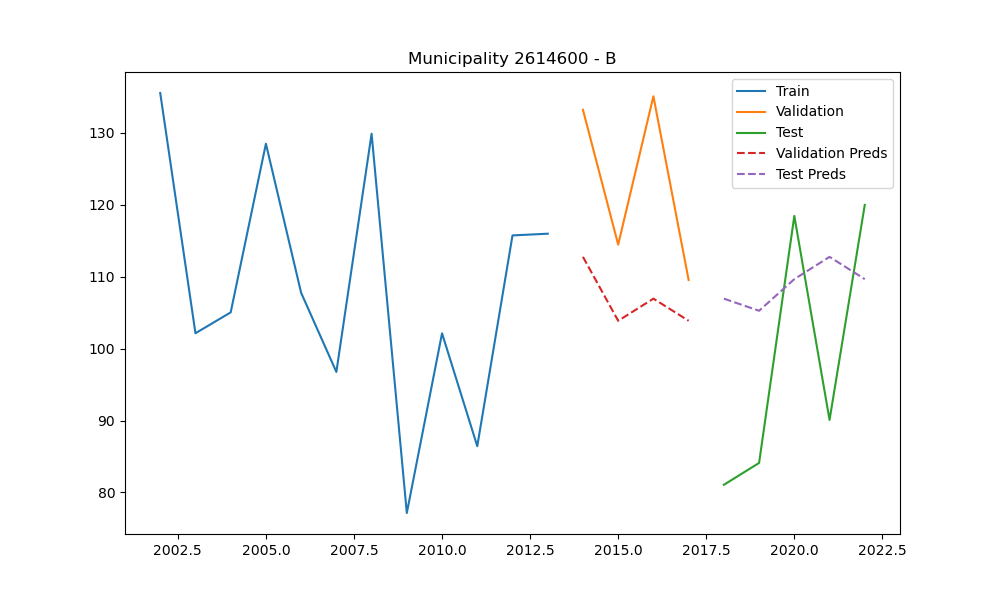 Municipality 2614600 - B
Train
Validation
Test
Validation Preds
Test Preds
130
120
110
100
90
80
2002.5 2005.0 2007.5 2010.0 2012.5 2015.0 2017.5 2020.0 2022.5